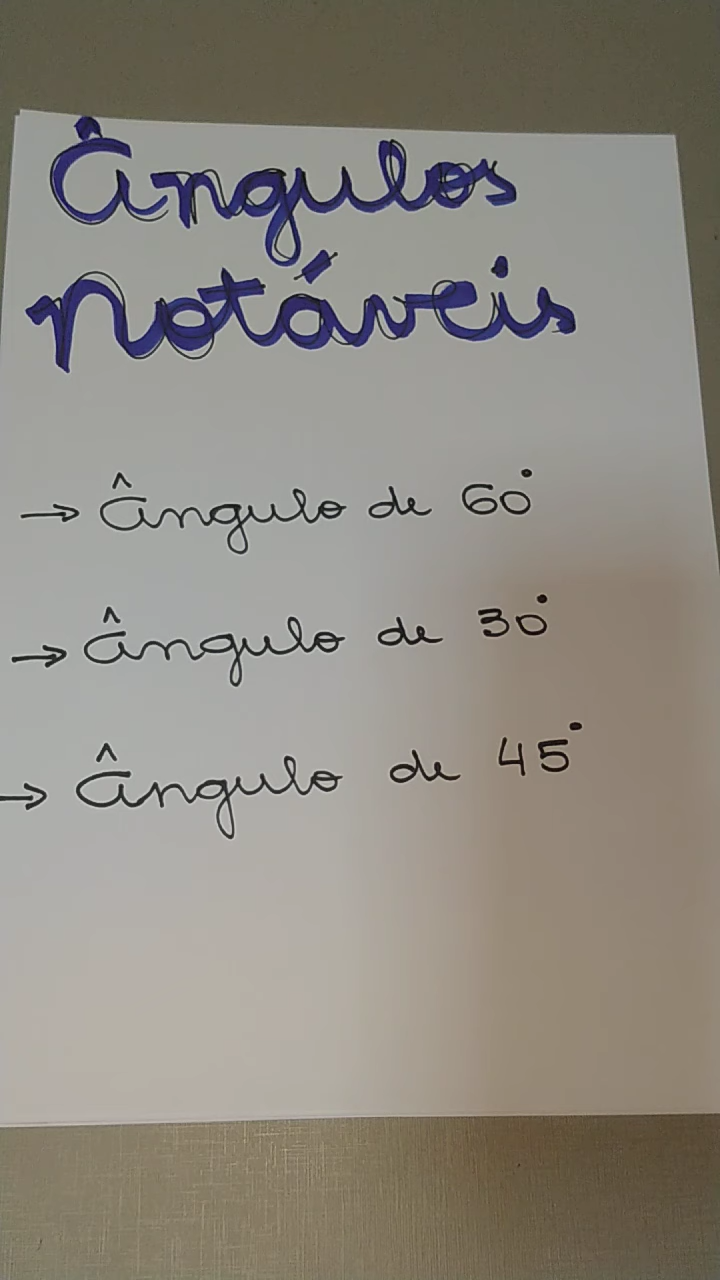 Ângulos
notáveis
→ Ângulo de 60°
→ Ângulo de 30°
→ Ângulo de 45°